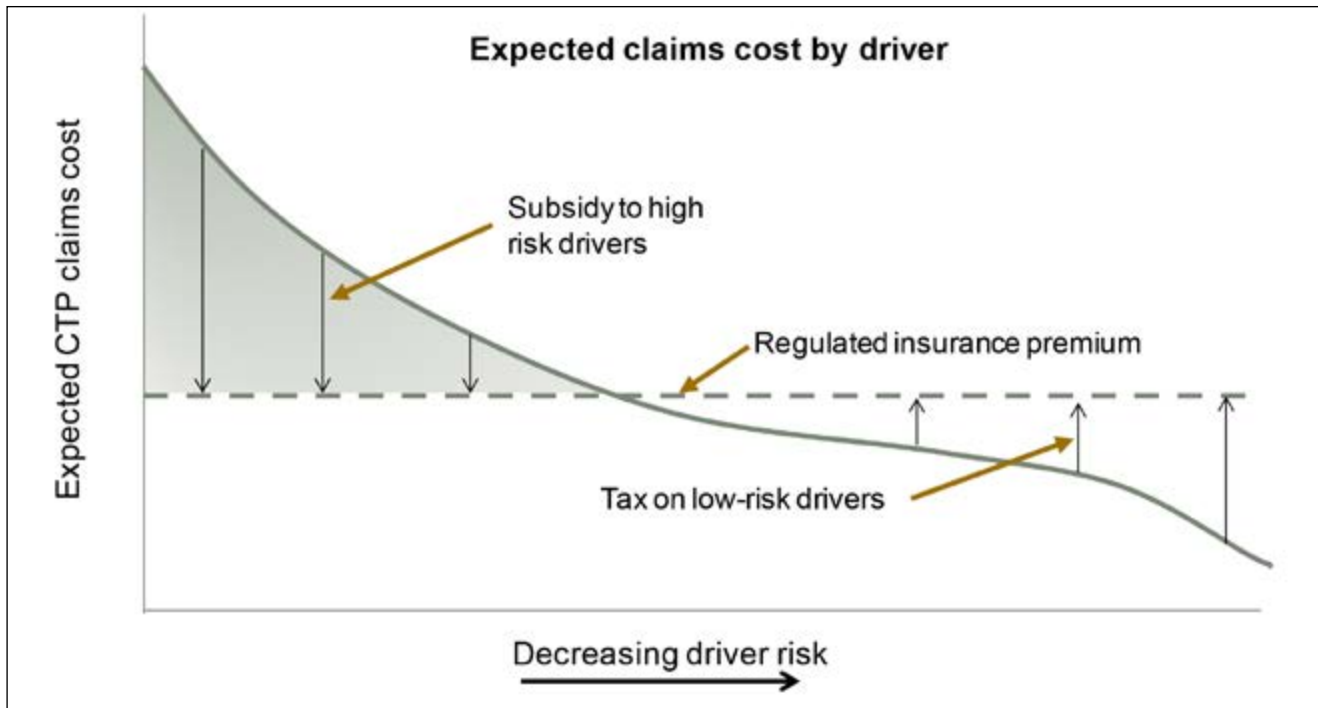 Expected claims cost by driver
Expected CTP claims cost
Subsidy to high
risk drivers
Regulated insurance premium
Tax on low-risk drivers
Decreasing driver risk